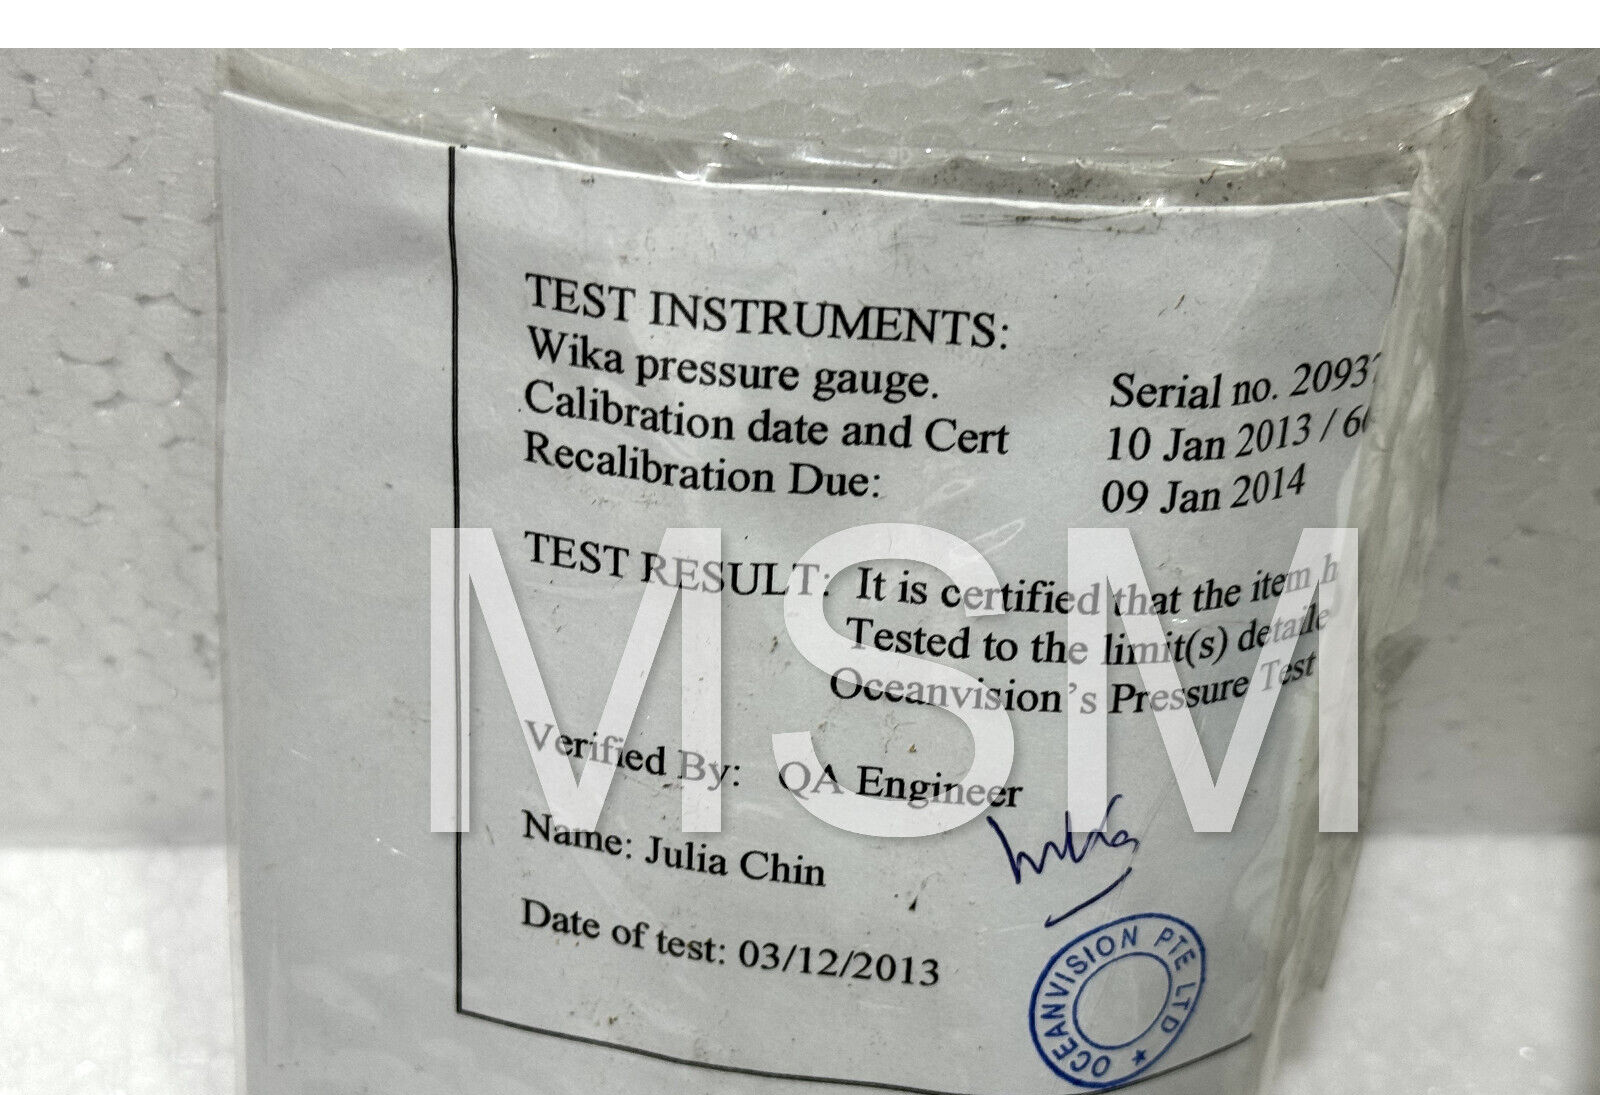 TEST INSTRUMENTS:
Wika pressure gauge. Serial no.
Calibration date and Cert 10 Jan 2013 /
Recalibration Due: 09 Jan 2014
TEST RESULT: It is certified that the item
Tested to the limit(s)
Oceanvision's Pressure Test
Verified By: QA Engineer
Name: Julia Chin
Date of test: 03/12/2013
OCEANVISION PTE LTD
MSM